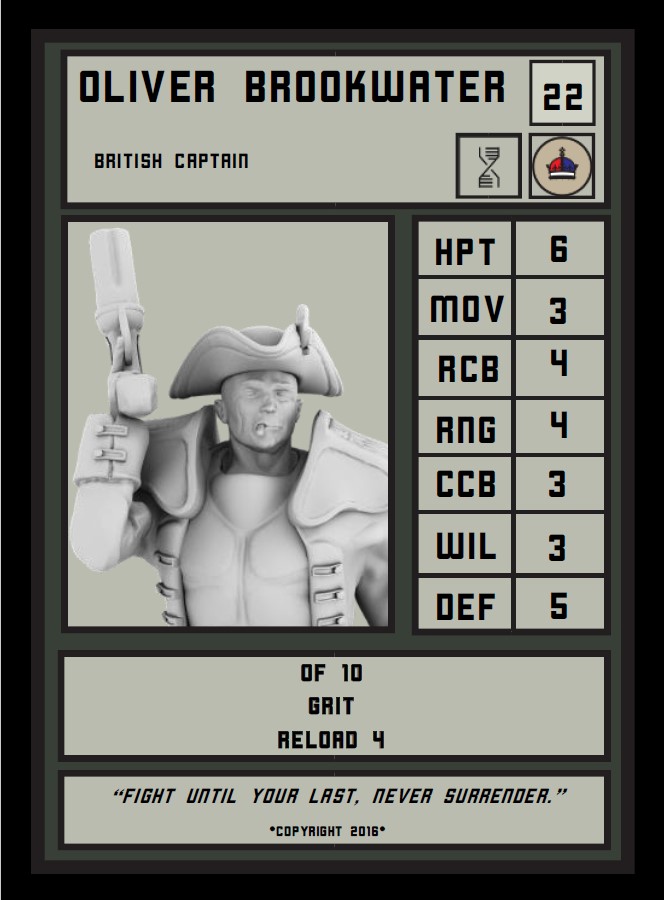 OLIVER BROOKWATER
22
BRITISH CAPTAIN
HPT 6
MOV 3
RCB 4
RNG 4
CCB 3
WIL 3
DEF 5
OF 10
GRIT
RELOAD 4
“FIGHT UNTIL YOUR LAST, NEVER SURRENDER.”
*COPYRIGHT 2016*